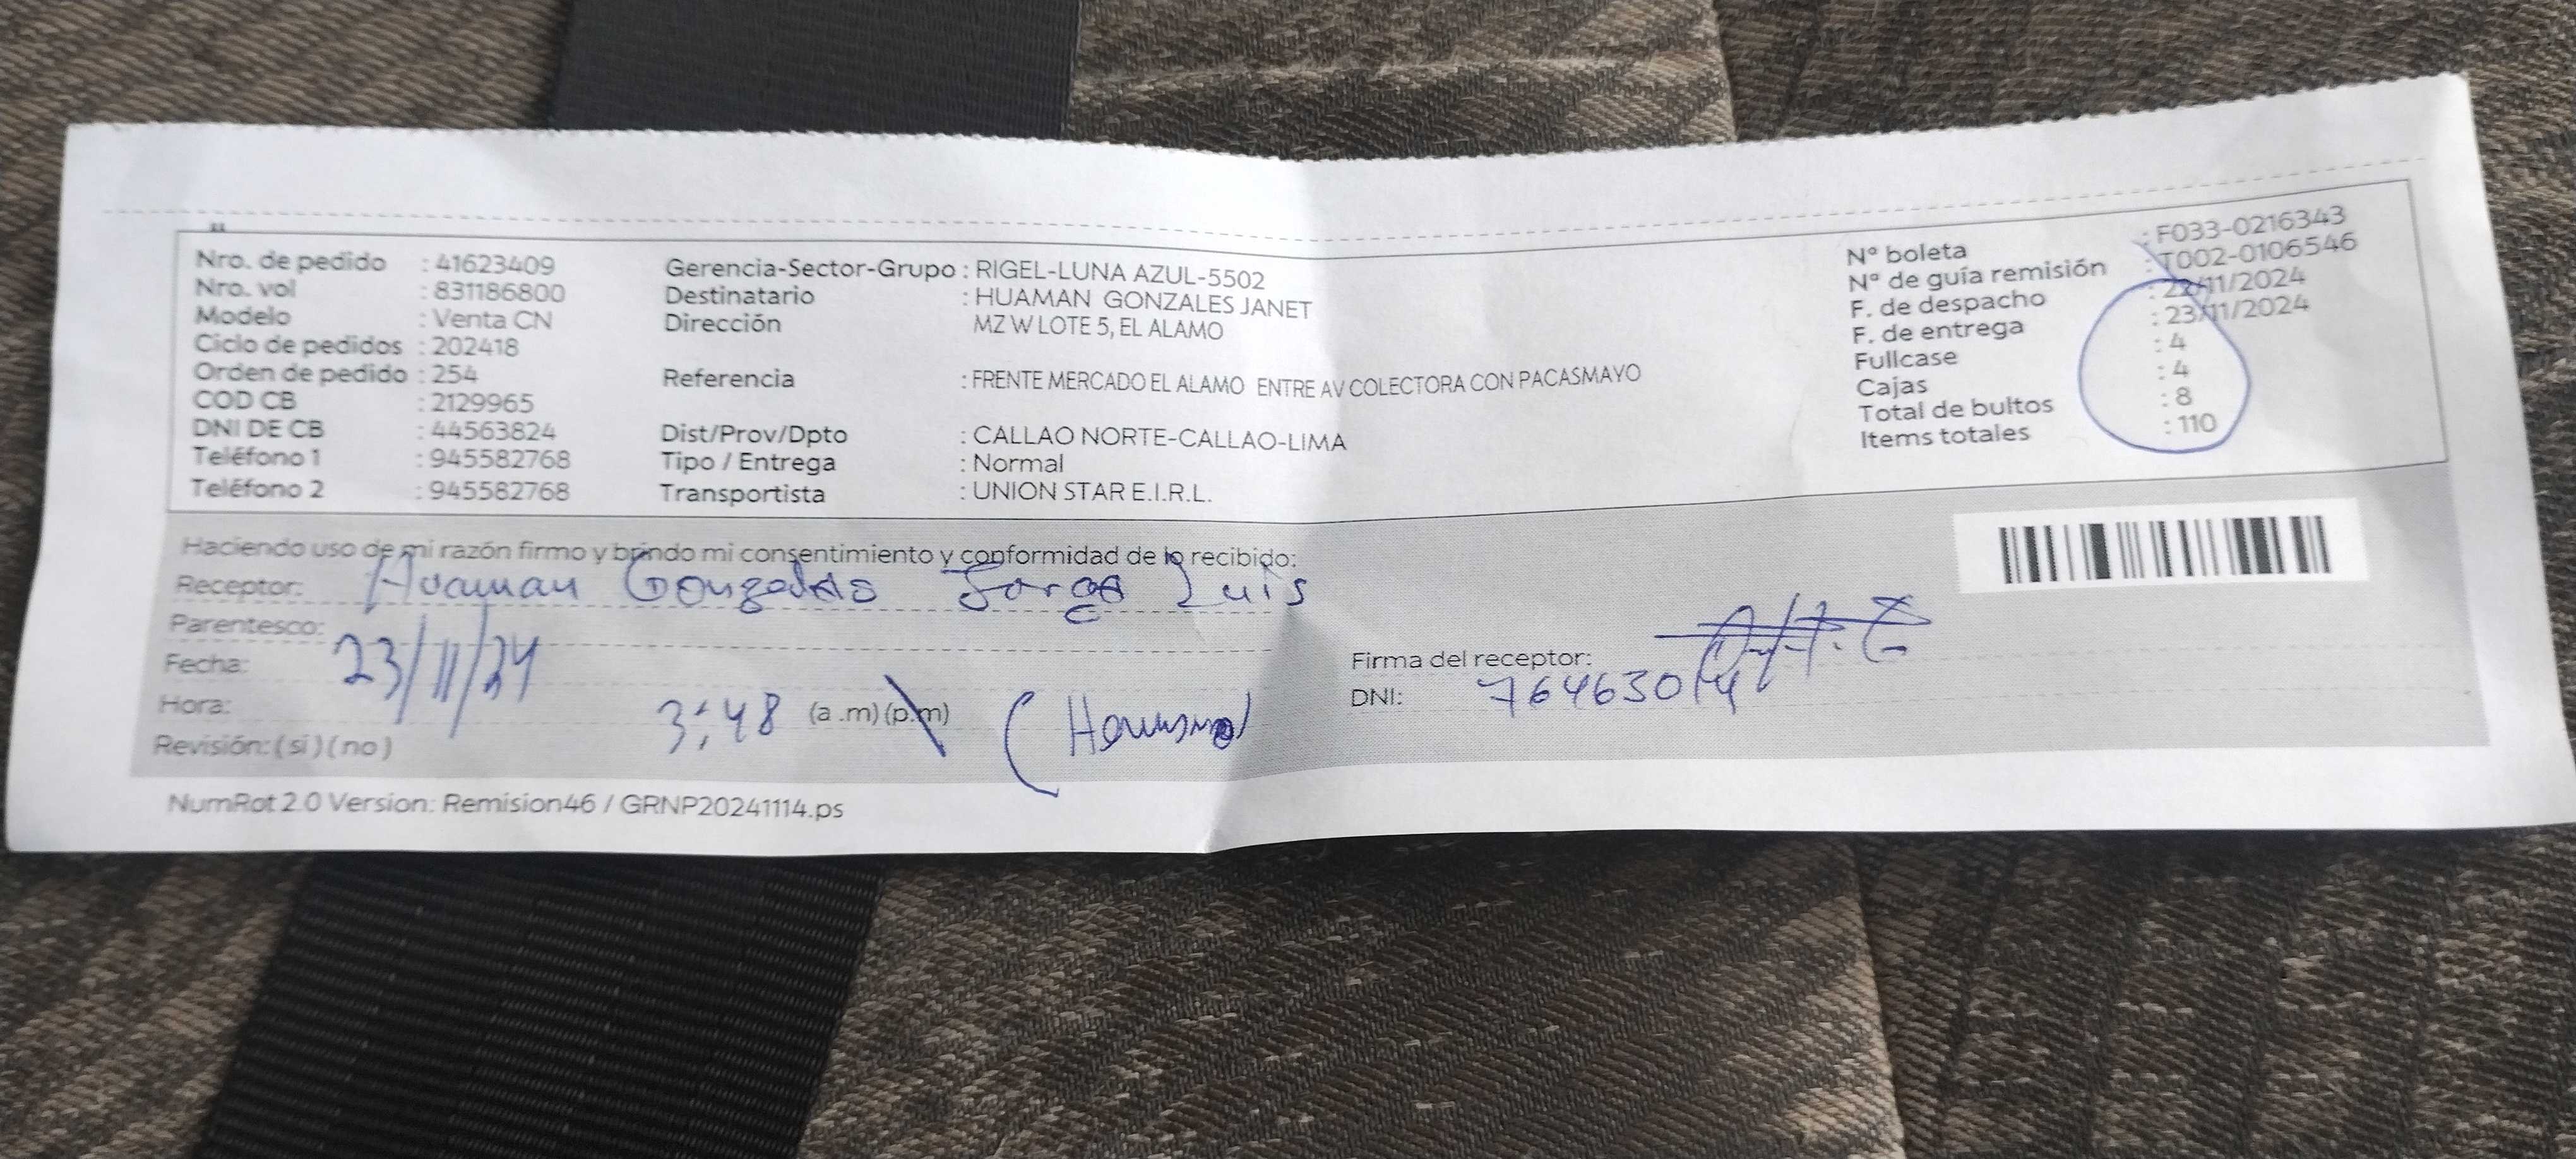 Nro. de pedido : 41623409
Nro. vol : 831186800
Modelo : Venta CN
Ciclo de pedidos : 202418
Orden de pedido : 254
COD CB : 2129965
DNI DE CB : 44563824
Teléfono 1 : 945582768
Teléfono 2 : 945582768
Gerencia-Sector-Grupo : RIGEL-LUNA AZUL-5502
Destinatario : HUAMAN GONZALES JANET
Dirección MZ W LOTE 5, EL ALAMO
Referencia : FRENTE MERCADO EL ALAMO ENTRE AV COLECTORA CON PACASMAYO
Dist/Prov/Dpto : CALLAO NORTE-CALLAO-LIMA
Tipo / Entrega : Normal
Transportista : UNION STAR E.I.R.L.
N° boleta : F033-0216343
N° de guía remisión : T002-0106546
F. de despacho : 22/11/2024
F. de entrega : 23/11/2024
Fullcase : 4
Cajas : 4
Total de bultos : 8
Items totales : 110
Haciendo uso de mi razón firmo y brindo mi consentimiento y conformidad de lo recibido:
Receptor: Huaman Gonzales Jorge Luis
Parentesco:
Fecha: 23/11/24
Hora: 3:48 (a .m) (p.m)
Revisión: ( si ) ( no )
Firma del receptor:
DNI: 76463014
NumRot 2.0 Version: Remision46 / GRNP20241114.ps